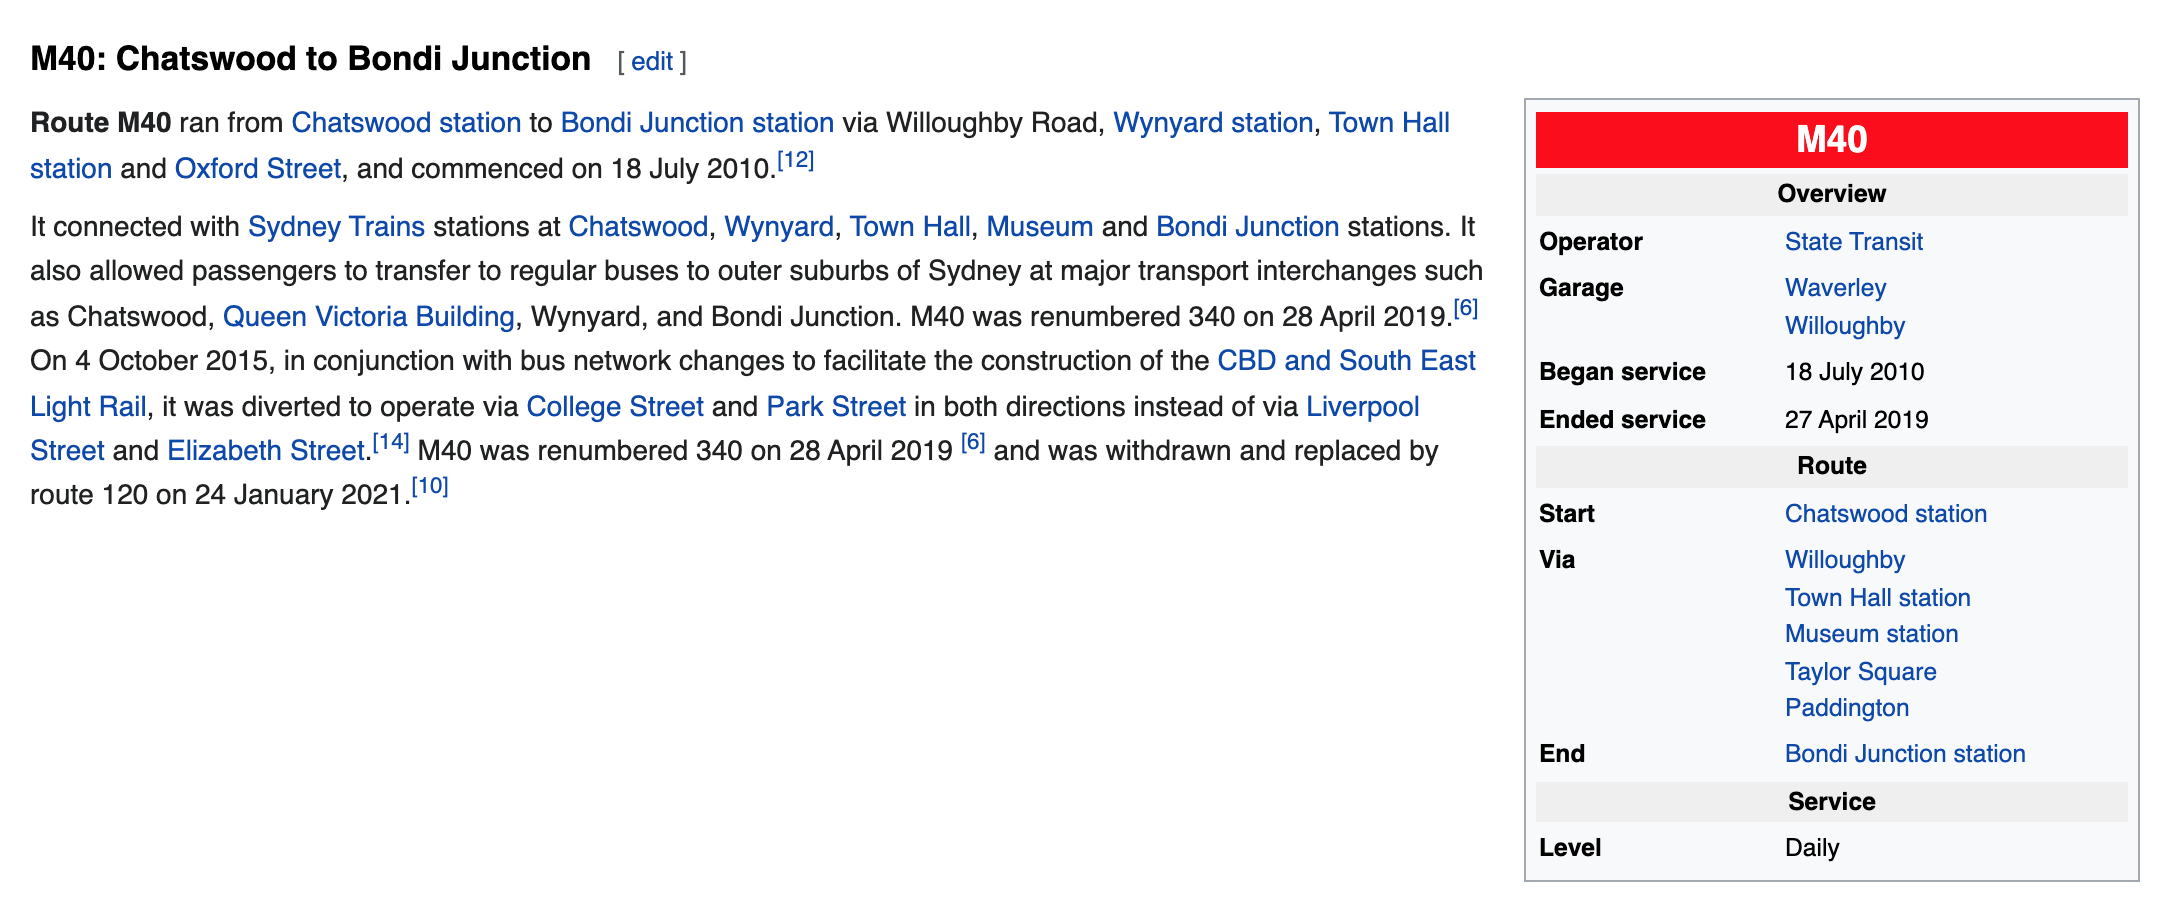 M40: Chatswood to Bondi Junction [ edit ]
Route M40 ran from Chatswood station to Bondi Junction station via Willoughby Road, Wynyard station, Town Hall
station and Oxford Street, and commenced on 18 July 2010.[12]
It connected with Sydney Trains stations at Chatswood, Wynyard, Town Hall, Museum and Bondi Junction stations. It
also allowed passengers to transfer to regular buses to outer suburbs of Sydney at major transport interchanges such
as Chatswood, Queen Victoria Building, Wynyard, and Bondi Junction. M40 was renumbered 340 on 28 April 2019.[6]
On 4 October 2015, in conjunction with bus network changes to facilitate the construction of the CBD and South East
Light Rail, it was diverted to operate via College Street and Park Street in both directions instead of via Liverpool
Street and Elizabeth Street.[14] M40 was renumbered 340 on 28 April 2019 [6] and was withdrawn and replaced by
route 120 on 24 January 2021.[10]
M40
Overview
Operator State Transit
Garage Waverley
Willoughby
Began service 18 July 2010
Ended service 27 April 2019
Route
Start Chatswood station
Via Willoughby
Town Hall station
Museum station
Taylor Square
Paddington
End Bondi Junction station
Service
Level Daily